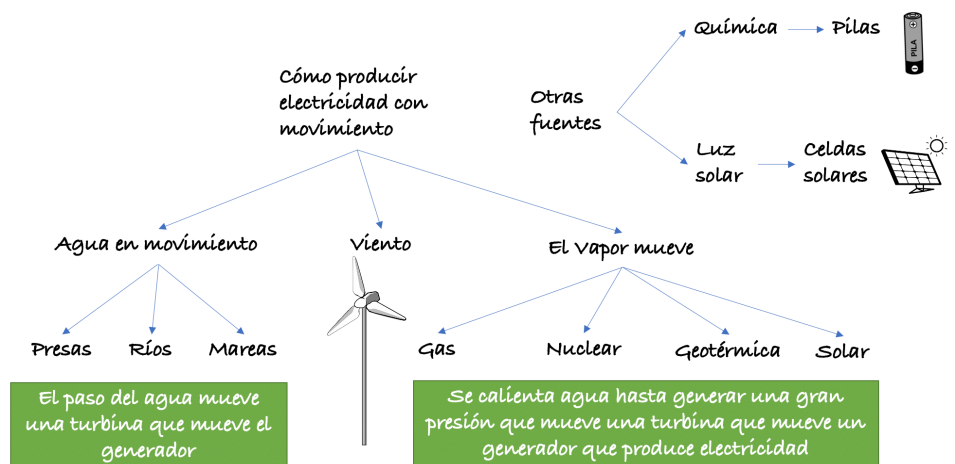 Cómo producir
electricidad con
movimiento
Otras
fuentes
Química
Pilas
PILA
Luz
solar
Celdas
solares
Agua en movimiento
Viento
El Vapor mueve
Presas
Ríos
Mareas
Gas
Nuclear
Geotérmica
Solar
El paso del agua mueve
una turbina que mueve el
generador
Se calienta agua hasta generar una gran
presión que mueve una turbina que mueve un
generador que produce electricidad